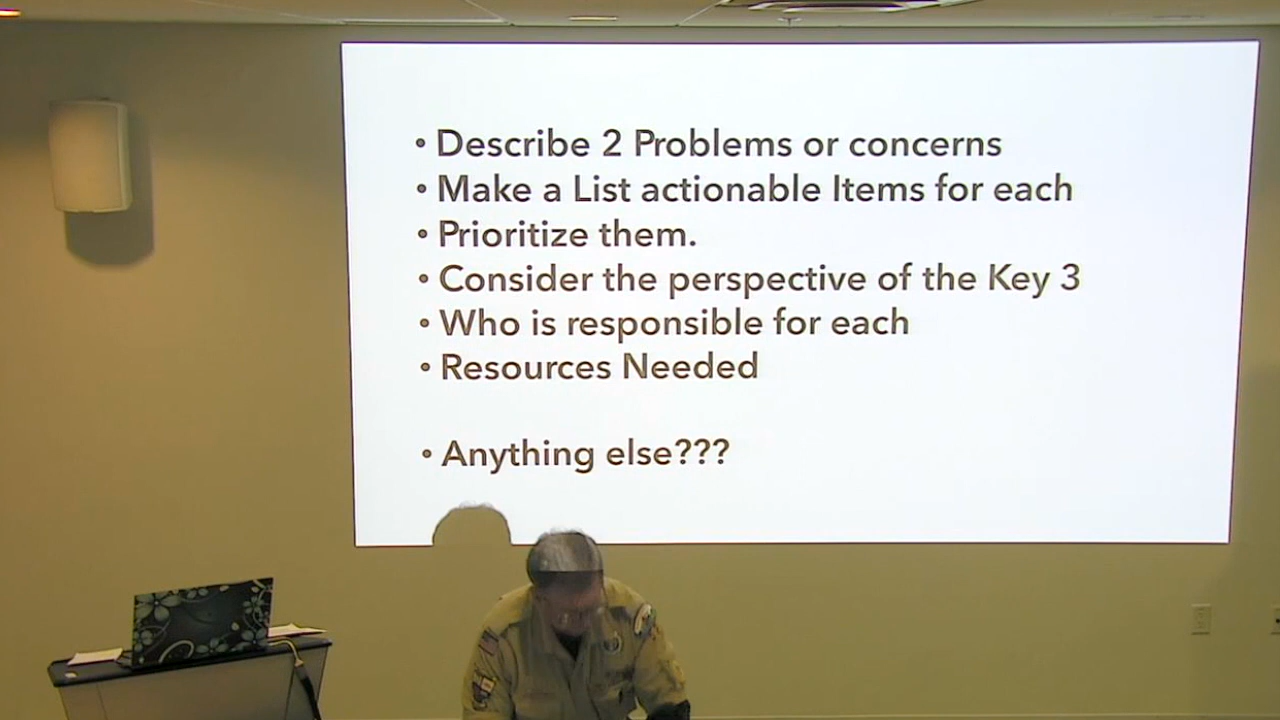 • Describe 2 Problems or concerns
• Make a List actionable Items for each
• Prioritize them.
• Consider the perspective of the Key 3
• Who is responsible for each
• Resources Needed
• Anything else???